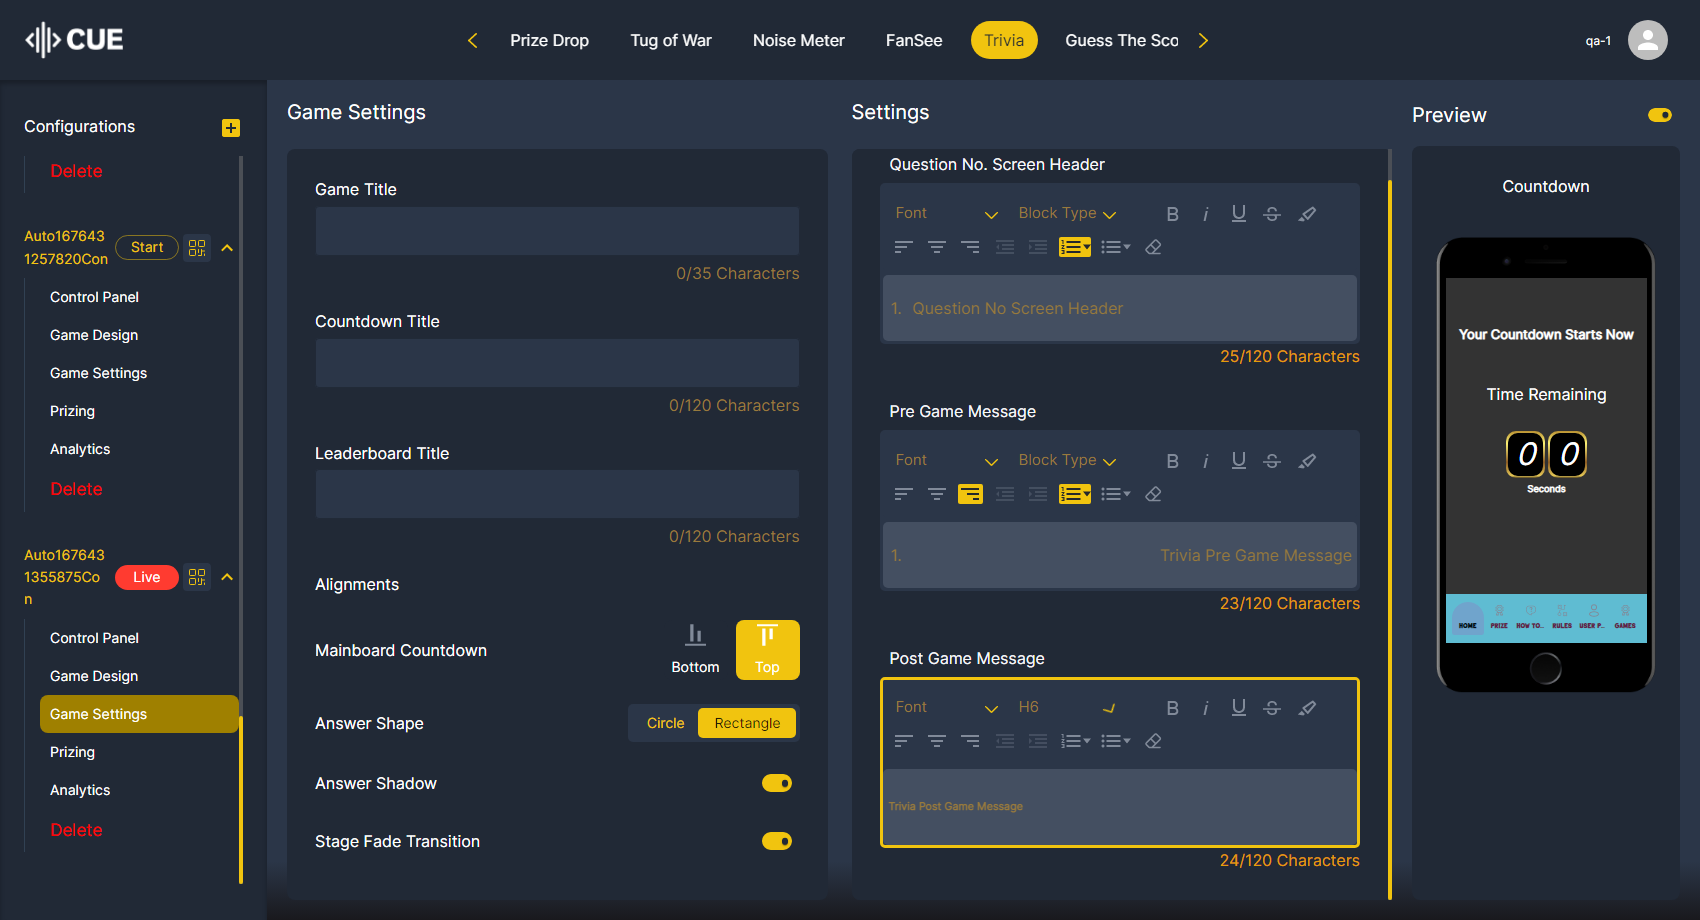 CUE
Prize Drop
Tug of War
Noise Meter
FanSee
Trivia
Guess The Sco
qa-1
Configurations
Delete
Auto167643
1257820Con
Start
Control Panel
Game Design
Game Settings
Prizing
Analytics
Delete
Auto167643
1355875Co
n
Live
Control Panel
Game Design
Game Settings
Prizing
Analytics
Delete
Game Settings
Game Title
0/35 Characters
Countdown Title
0/120 Characters
Leaderboard Title
0/120 Characters
Alignments
Mainboard Countdown
Bottom
Top
Answer Shape
Circle
Rectangle
Answer Shadow
Stage Fade Transition
Settings
Question No. Screen Header
Font
Block Type
B
i
U
S
1. Question No Screen Header
25/120 Characters
Pre Game Message
Font
Block Type
B
i
U
S
1. Trivia Pre Game Message
23/120 Characters
Post Game Message
Font
H6
B
i
U
S
Trivia Post Game Message
24/120 Characters
Preview
Countdown
Your Countdown Starts Now
Time Remaining
0 0
Seconds
HOME
PRIZE
HOW TO..
RULES
USER P..
GAMES